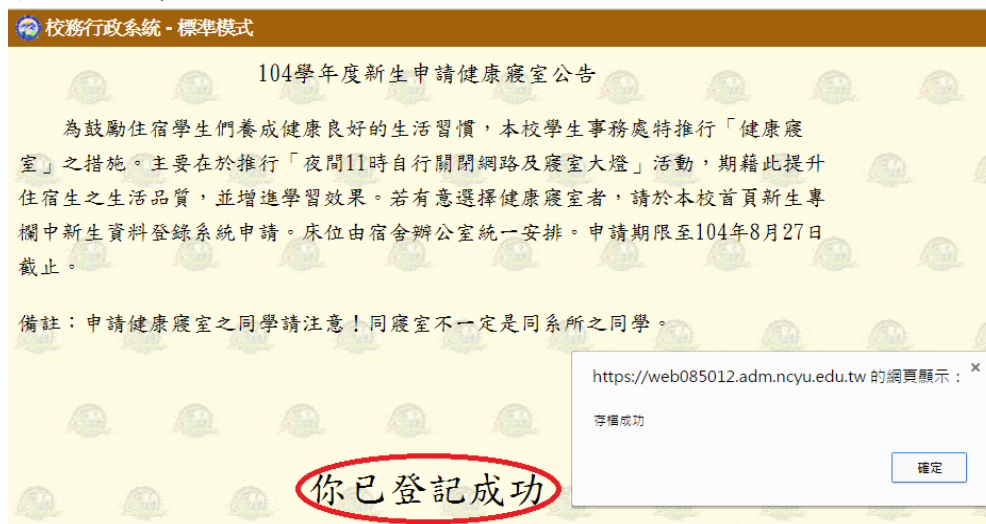 校務行政系統 - 標準模式
104學年度新生申請健康寢室公告
為鼓勵住宿學生們養成健康良好的生活習慣，本校學生事務處特推行「健康寢
室」之措施。主要在於推行「夜間11時自行關閉網路及寢室大燈」活動，期藉此提升
住宿生之生活品質，並增進學習效果。若有意選擇健康寢室者，請於本校首頁新生專
欄中新生資料登錄系統申請。床位由宿舍辦公室統一安排。申請期限至104年8月27日
截止。
備註：申請健康寢室之同學請注意！同寢室不一定是同系所之同學。
https://web085012.adm.ncyu.edu.tw 的網頁顯示：
存檔成功
確定
你已登記成功